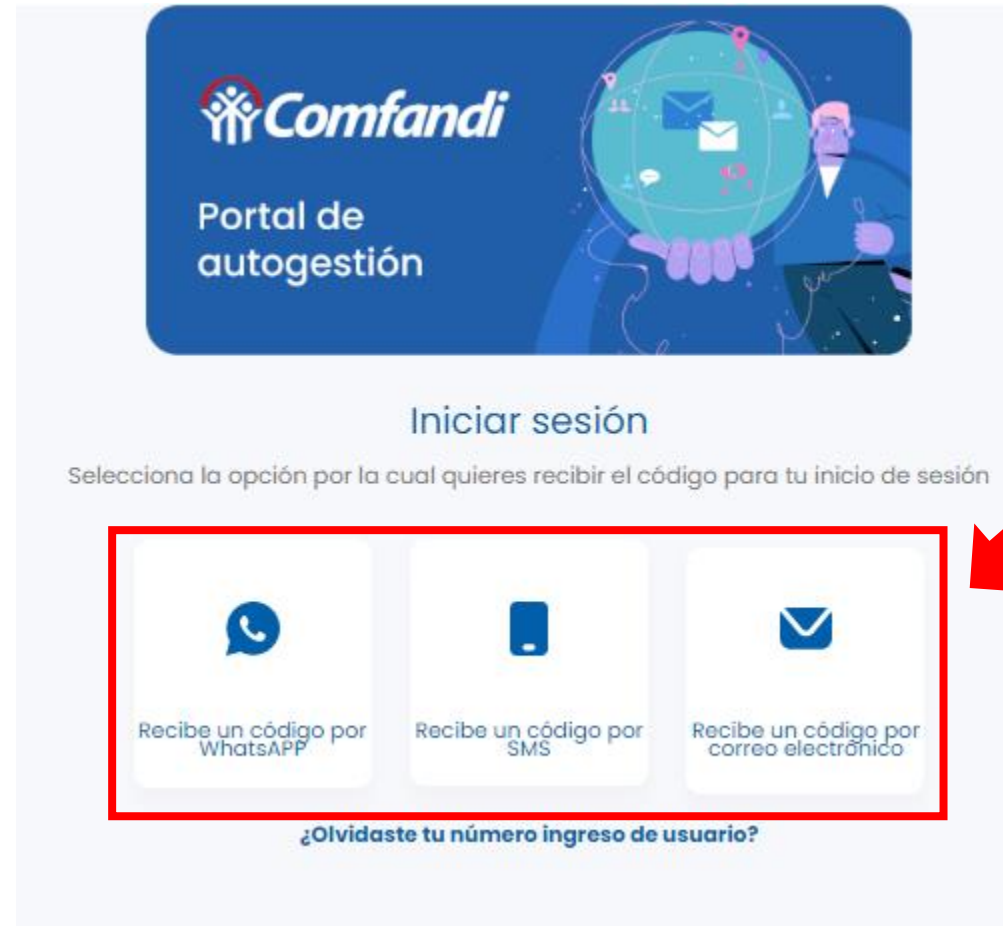 Comfandi
Portal de
autogestión
Iniciar sesión
Selecciona la opción por la cual quieres recibir el código para tu inicio de sesión
Recibe un código por
WhatsAPP
Recibe un código por
SMS
Recibe un código por
correo electrónico
¿Olvidaste tu número ingreso de usuario?